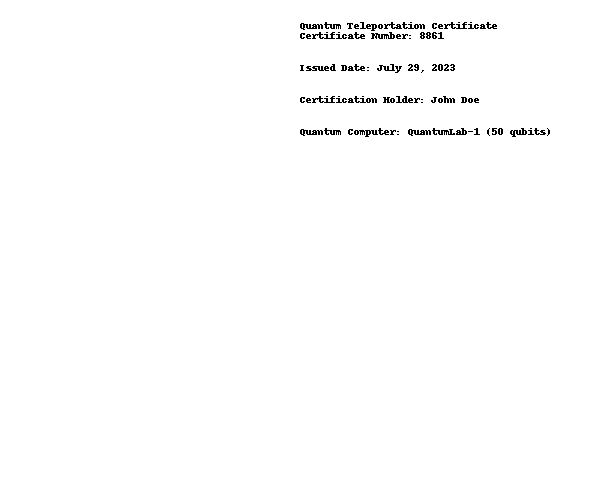 Quantum Teleportation Certificate
Certificate Number: 8861
Issued Date: July 29, 2023
Certification Holder: John Doe
Quantum Computer: QuantumLab-1 (50 qubits)